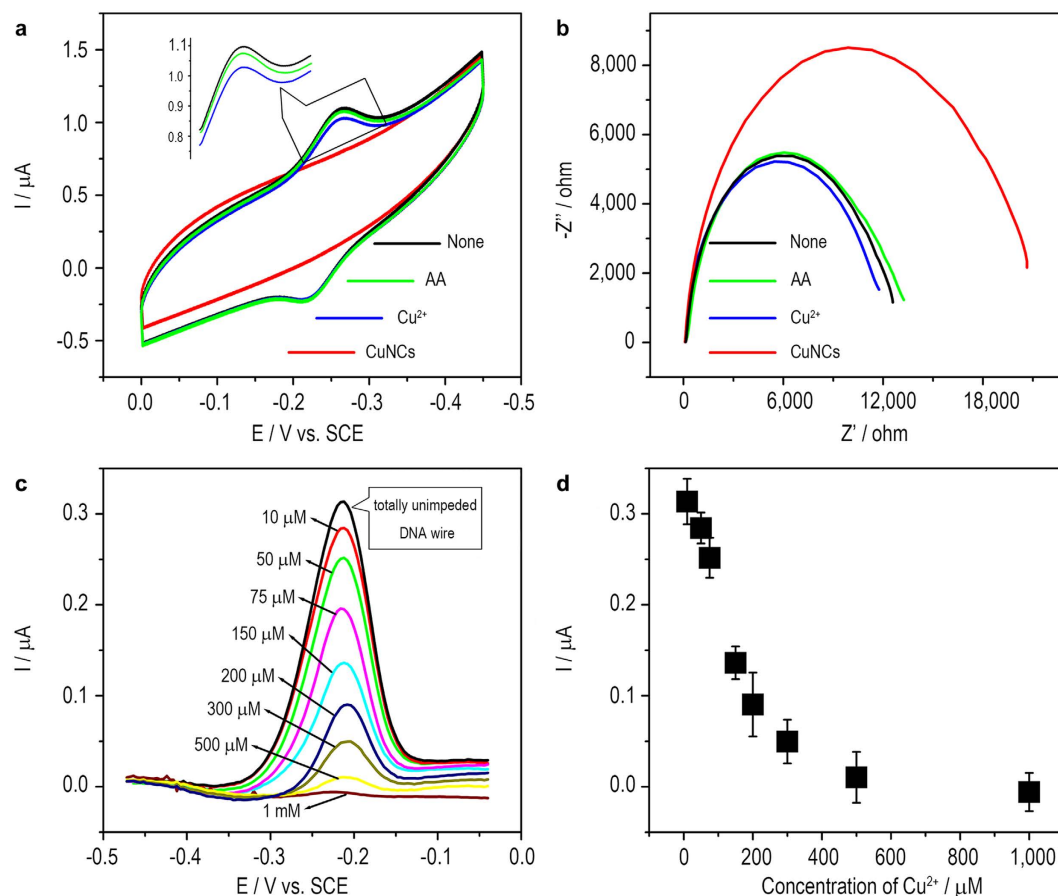 a
1.1
1.0
0.9
0.8
1.5
1.0
0.5
0.0
-0.5
I / μA
None
AA
Cu²⁺
CuNCs
0.0 -0.1 -0.2 -0.3 -0.4 -0.5
E / V vs. SCE
b
8,000
6,000
4,000
2,000
0
-Z'' / ohm
None
AA
Cu²⁺
CuNCs
0 6,000 12,000 18,000
Z' / ohm
c
0.3
0.2
0.1
0.0
I / μA
totally unimpeded
DNA wire
10 μM
50 μM
75 μM
150 μM
200 μM
300 μM
500 μM
1 mM
-0.5 -0.4 -0.3 -0.2 -0.1 0.0
E / V vs. SCE
d
0.3
0.2
0.1
0.0
I / μA
0 200 400 600 800 1,000
Concentration of Cu²⁺ / μM